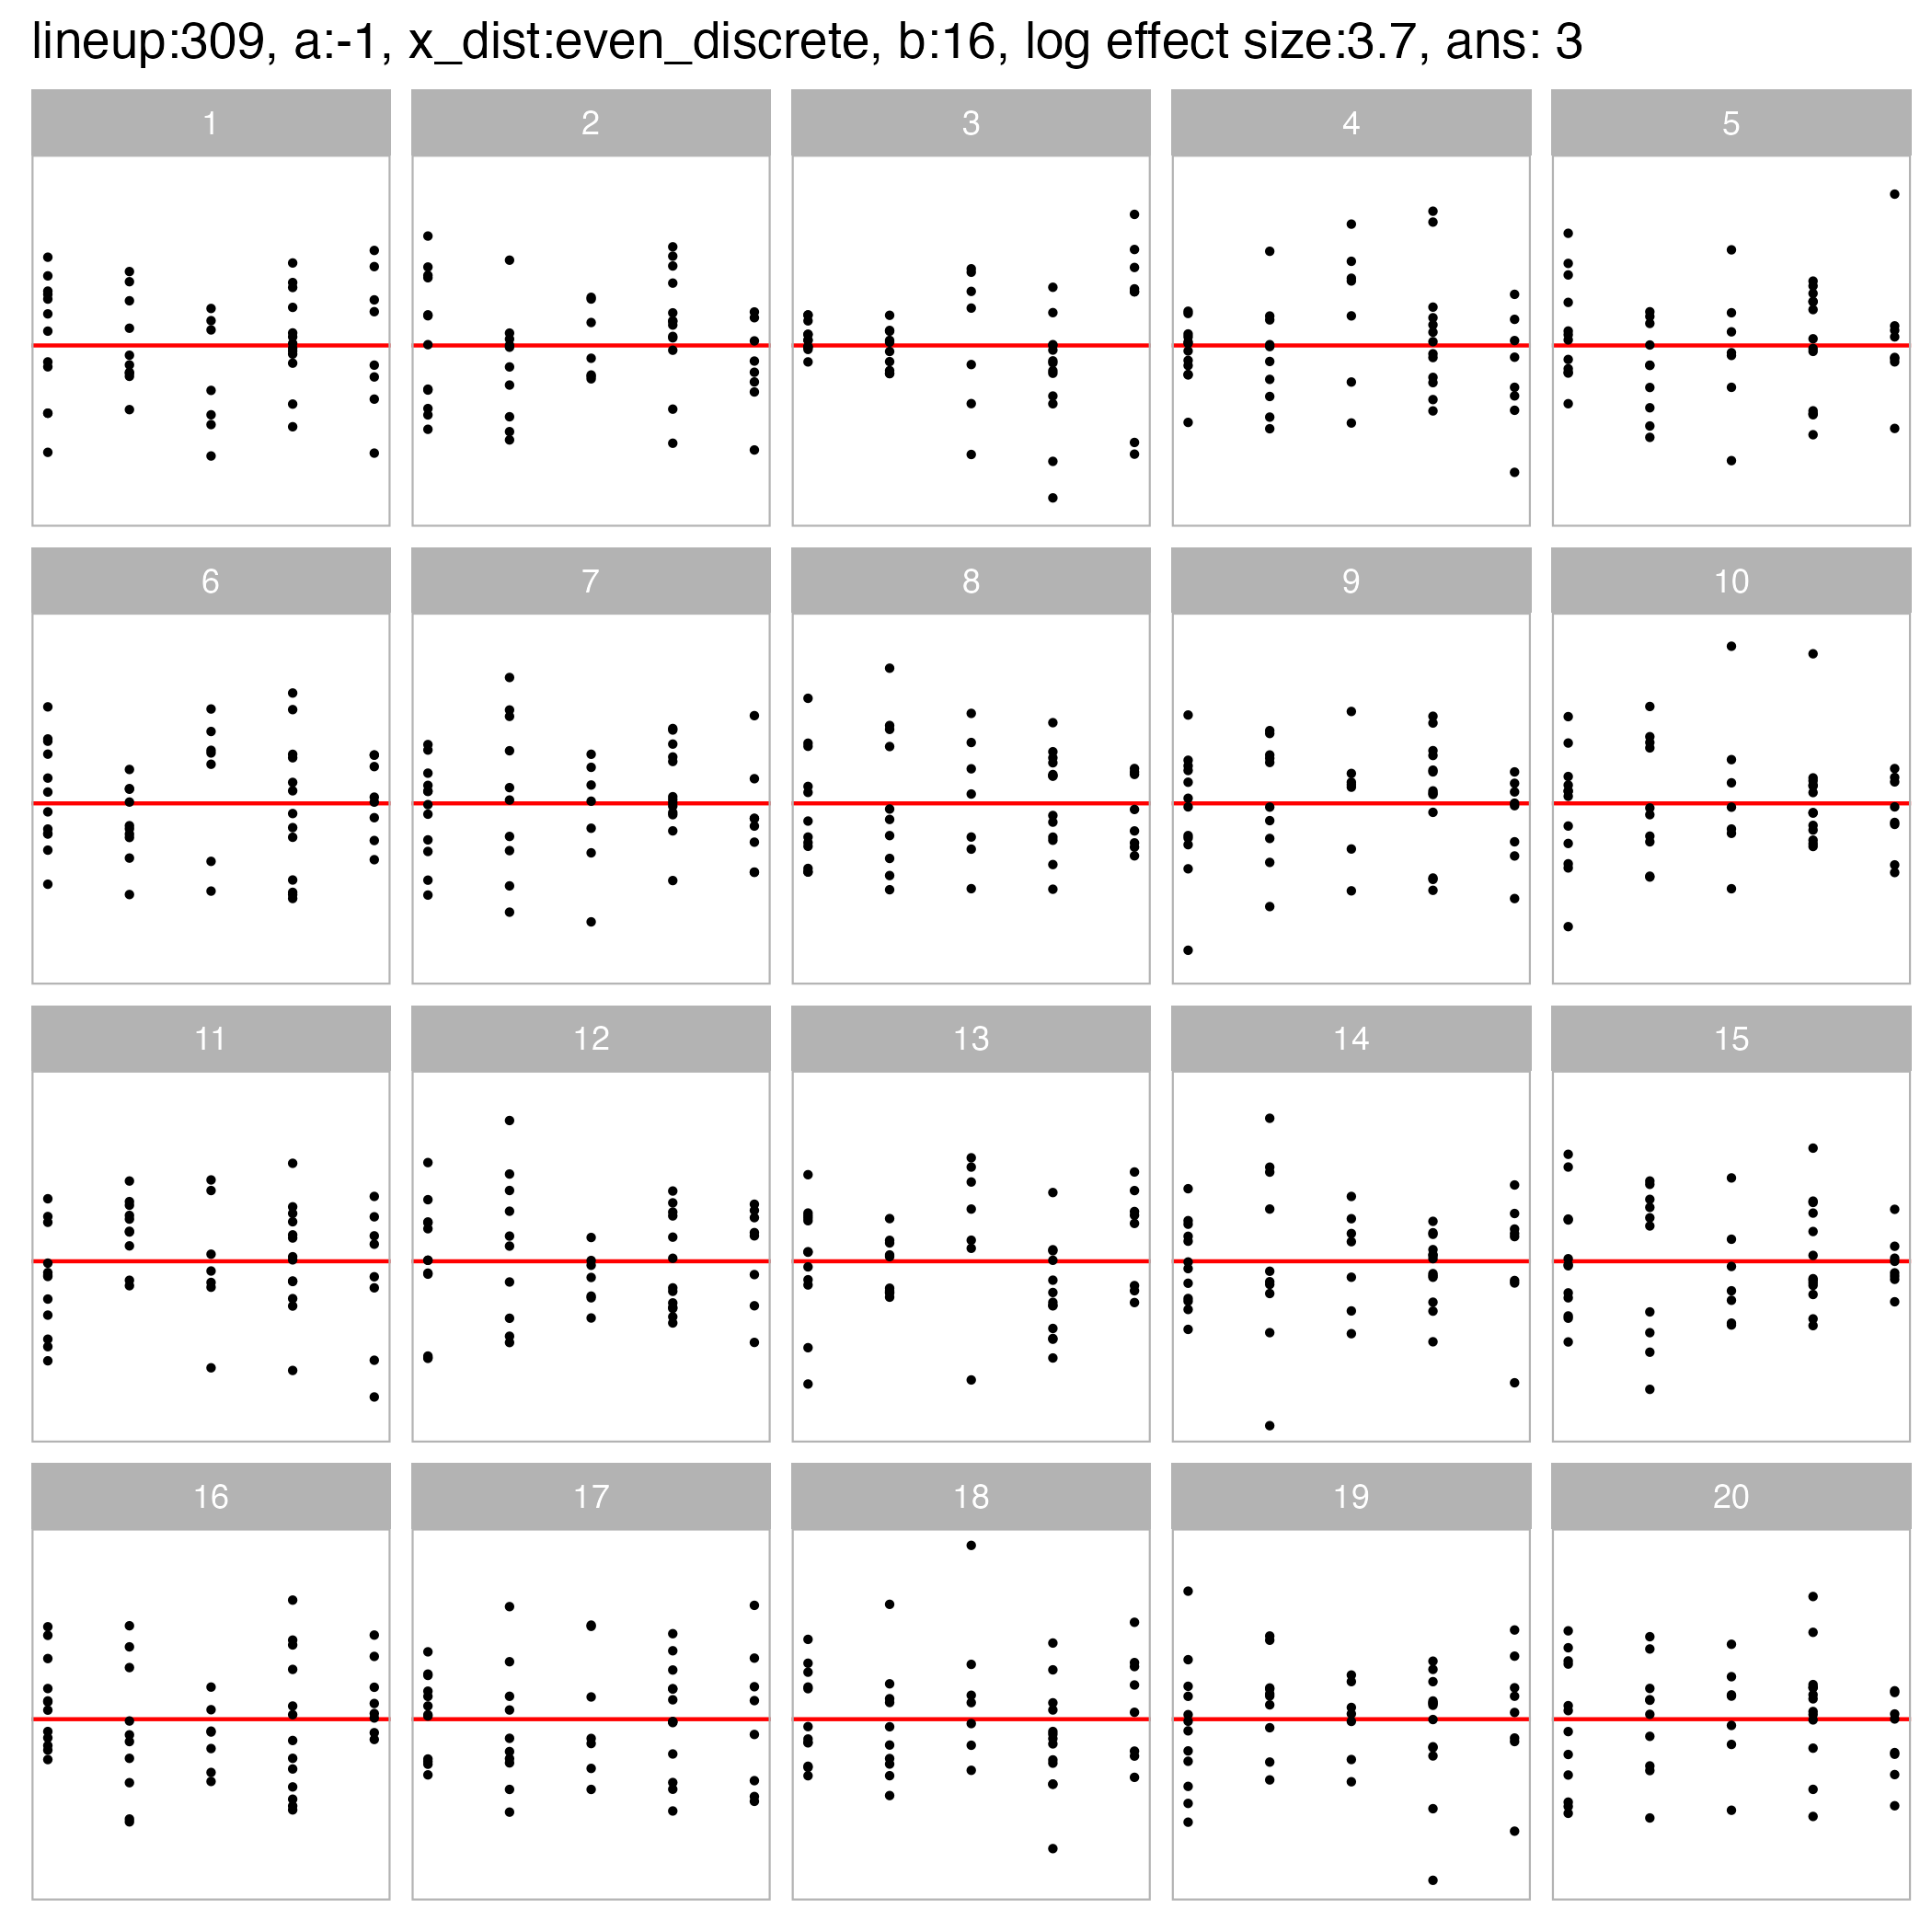 lineup:309, a:-1, x_dist:even_discrete, b:16, log effect size:3.7, ans: 3
1 2 3 4 5
6 7 8 9 10
11 12 13 14 15
16 17 18 19 20